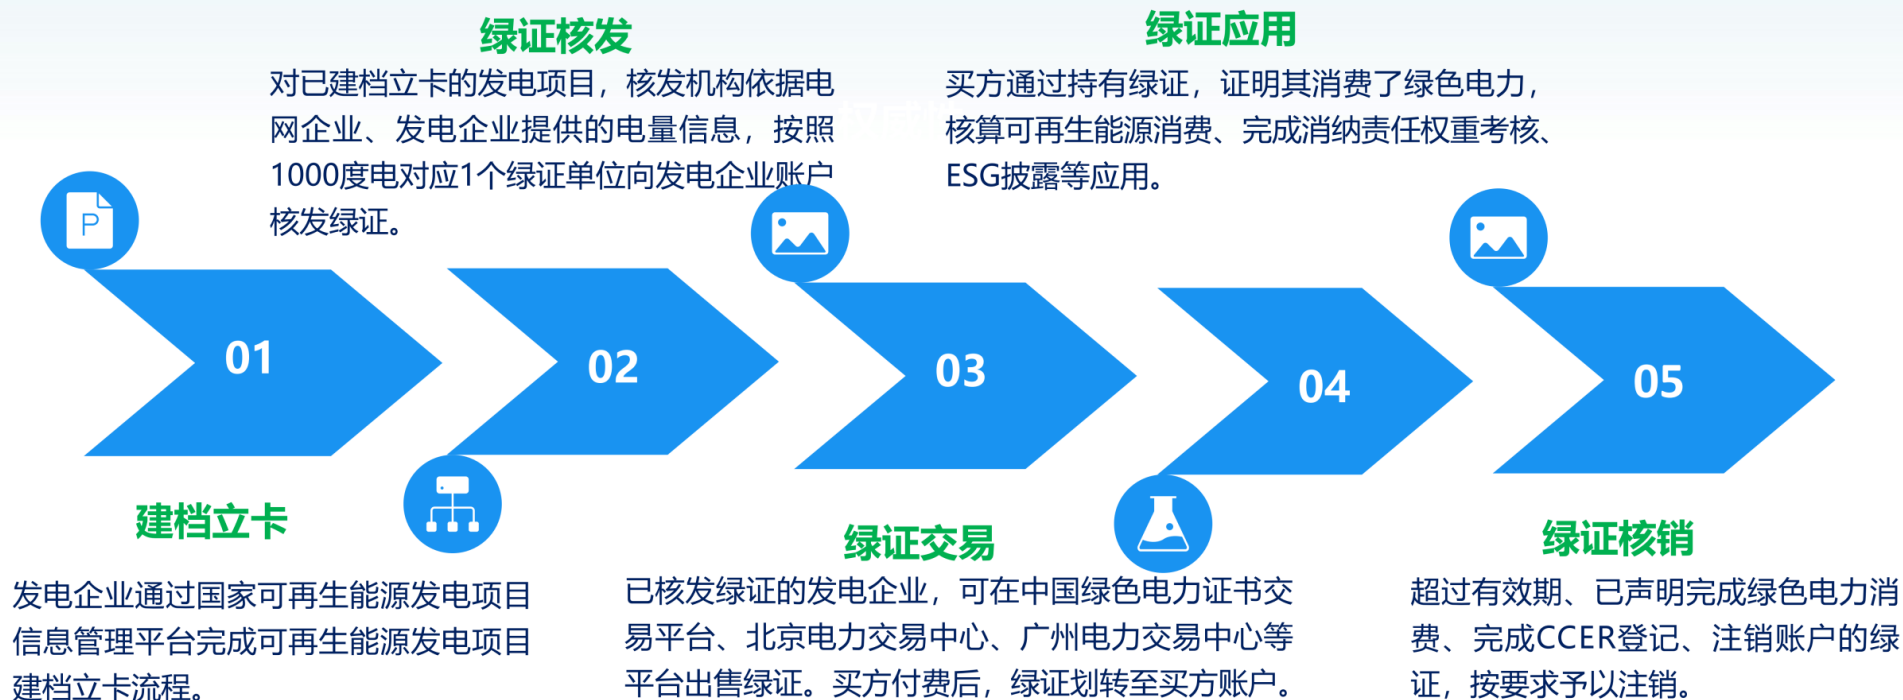 绿证核发
对已建档立卡的发电项目，核发机构依据电
网企业、发电企业提供的电量信息，按照
1000度电对应1个绿证单位向发电企业账户
核发绿证。
绿证应用
买方通过持有绿证，证明其消费了绿色电力，
核算可再生能源消费、完成消纳责任权重考核、
ESG披露等应用。
P
01
02
03
04
05
建档立卡
发电企业通过国家可再生能源发电项目
信息管理平台完成可再生能源发电项目
建档立卡流程。
绿证交易
已核发绿证的发电企业，可在中国绿色电力证书交
易平台、北京电力交易中心、广州电力交易中心等
平台出售绿证。买方付费后，绿证划转至买方账户。
绿证核销
超过有效期、已声明完成绿色电力消
费、完成CCER登记、注销账户的绿
证，按要求予以注销。